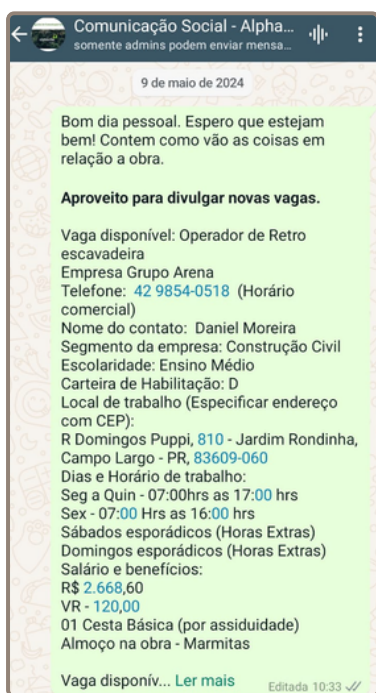 Comunicação Social - Alpha...
somente admins podem enviar mensa...
9 de maio de 2024
Bom dia pessoal. Espero que estejam
bem! Contem como vão as coisas em
relação a obra.
Aproveito para divulgar novas vagas.
Vaga disponível: Operador de Retro
escavadeira
Empresa Grupo Arena
Telefone: 42 9854-0518 (Horário
comercial)
Nome do contato: Daniel Moreira
Segmento da empresa: Construção Civil
Escolaridade: Ensino Médio
Carteira de Habilitação: D
Local de trabalho (Especificar endereço
com CEP):
R Domingos Puppi, 810 - Jardim Rondinha,
Campo Largo - PR, 83609-060
Dias e Horário de trabalho:
Seg a Quin - 07:00hrs as 17:00 hrs
Sex - 07:00 Hrs as 16:00 hrs
Sábados esporádicos (Horas Extras)
Domingos esporádicos (Horas Extras)
Salário e benefícios:
R$ 2.668,60
VR - 120,00
01 Cesta Básica (por assiduidade)
Almoço na obra - Marmitas
Vaga disponív... Ler mais
Editada 10:33